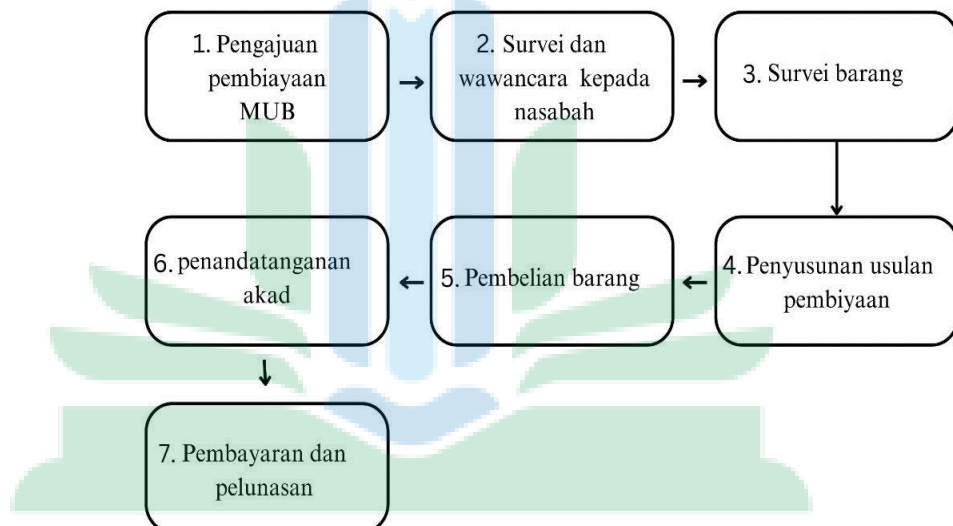 1. Pengajuan
pembiayaan
MUB
2. Survei dan
wawancara kepada
nasabah
3. Survei barang
4. Penyusunan usulan
pembiyaan
5. Pembelian barang
6. penandatanganan
akad
7. Pembayaran dan
pelunasan